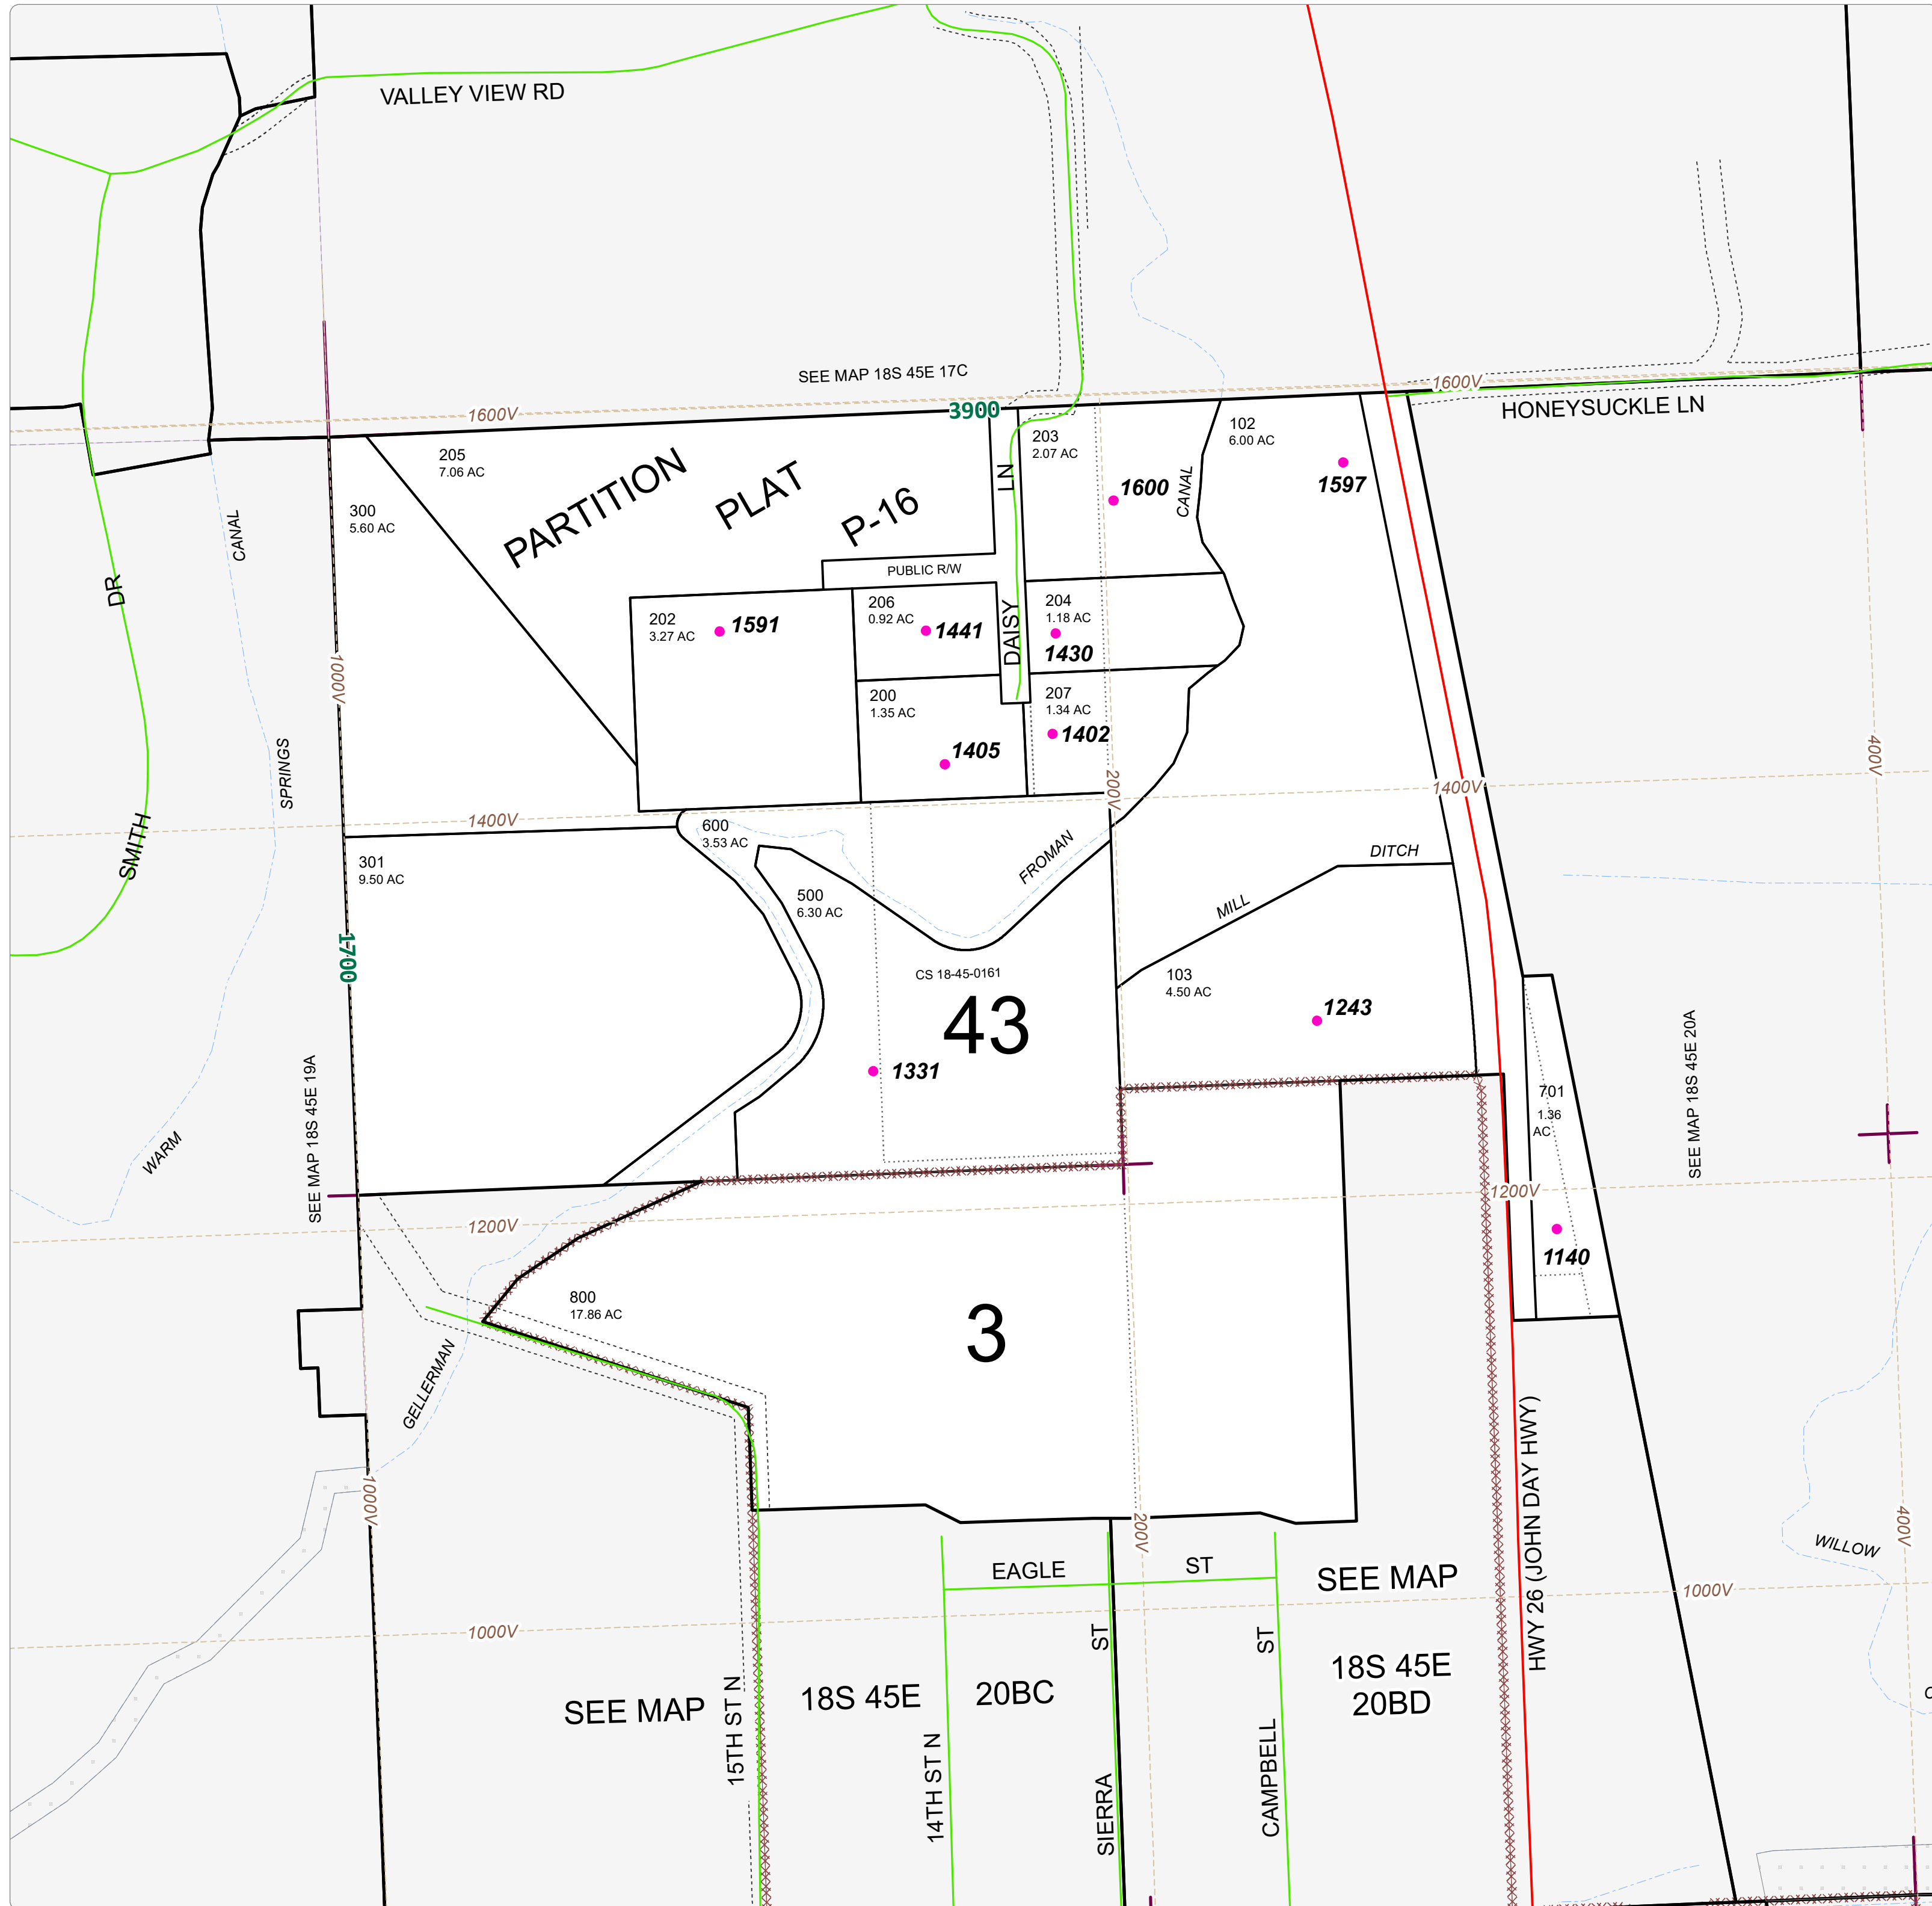 VALLEY VIEW RD
SEE MAP 18S 45E 17C
1600V
1600V
3900
HONEYSUCKLE LN
205
7.06 AC
PARTITION
PLAT
P-16
LN
203
2.07 AC
102
6.00 AC
1597
1600
CANAL
300
5.60 AC
CANAL
PUBLIC R/W
DR
202
3.27 AC
1591
206
0.92 AC
1441
DAISY
204
1.18 AC
1430
1000V
200
1.35 AC
207
1.34 AC
1402
1405
SPRINGS
200V
400V
1400V
1400V
SMITH
600
3.53 AC
301
9.50 AC
FROMAN
DITCH
500
6.30 AC
MILL
1700
CS 18-45-0161
43
103
4.50 AC
1243
1331
SEE MAP 18S 45E 19A
WARM
SEE MAP 18S 45E 20A
701
1.36
AC
1200V
1200V
1140
800
17.86 AC
3
GELLERMAN
HWY 26 (JOHN DAY HWY)
1000V
200V
400V
WILLOW
EAGLE
ST
SEE MAP
1000V
1000V
ST
ST
18S 45E
20BD
SEE MAP
18S 45E
20BC
15TH ST N
14TH ST N
SIERRA
CAMPBELL